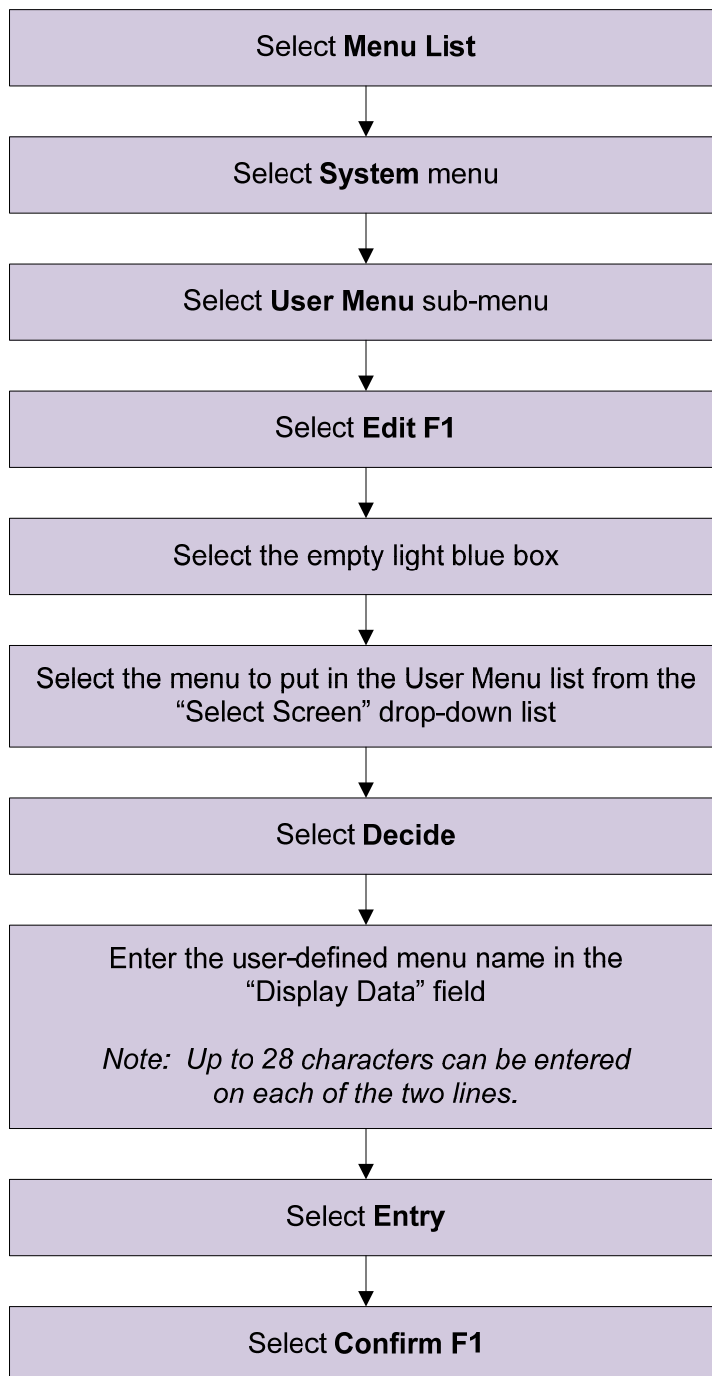 Select Menu List
Select System menu
Select User Menu sub-menu
Select Edit F1
Select the empty light blue box
Select the menu to put in the User Menu list from the
“Select Screen” drop-down list
Select Decide
Enter the user-defined menu name in the
“Display Data” field
Note:  Up to 28 characters can be entered
on each of the two lines.
Select Entry
Select Confirm F1